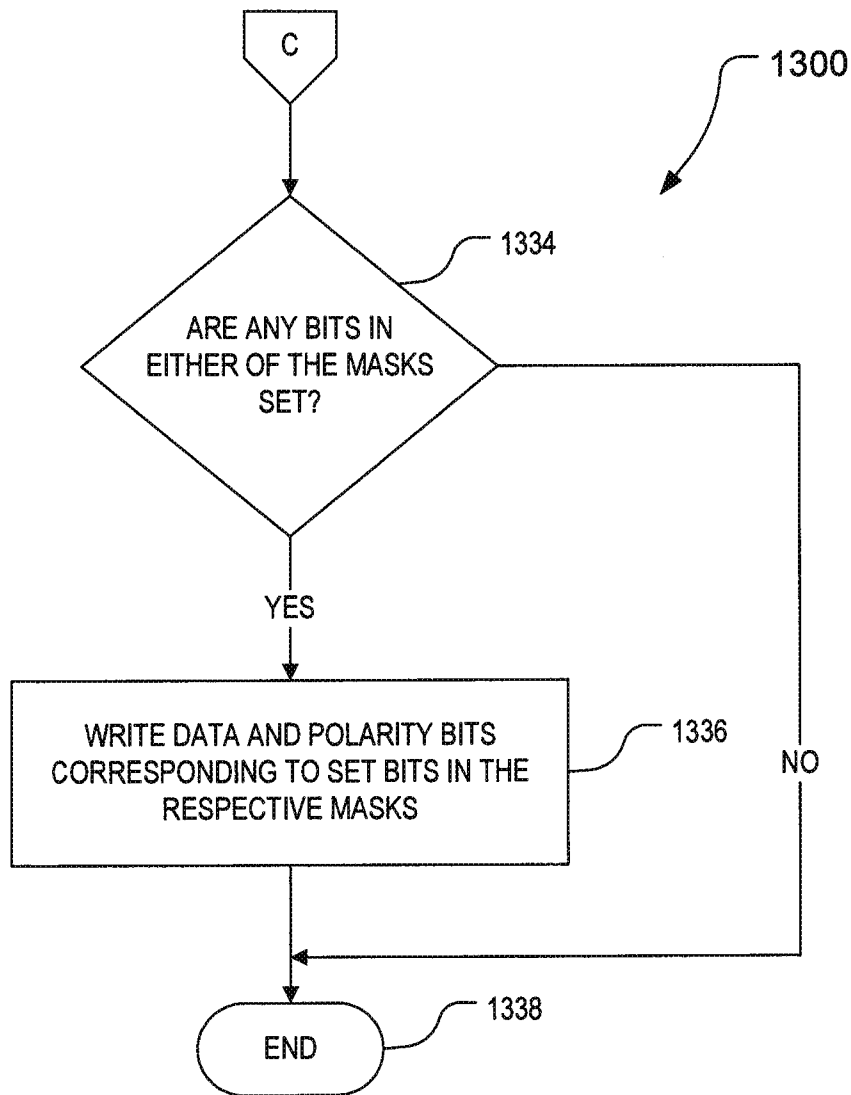 C
1300
1334
ARE ANY BITS IN
EITHER OF THE MASKS
SET?
YES
WRITE DATA AND POLARITY BITS
CORRESPONDING TO SET BITS IN THE
RESPECTIVE MASKS
1336
NO
1338
END